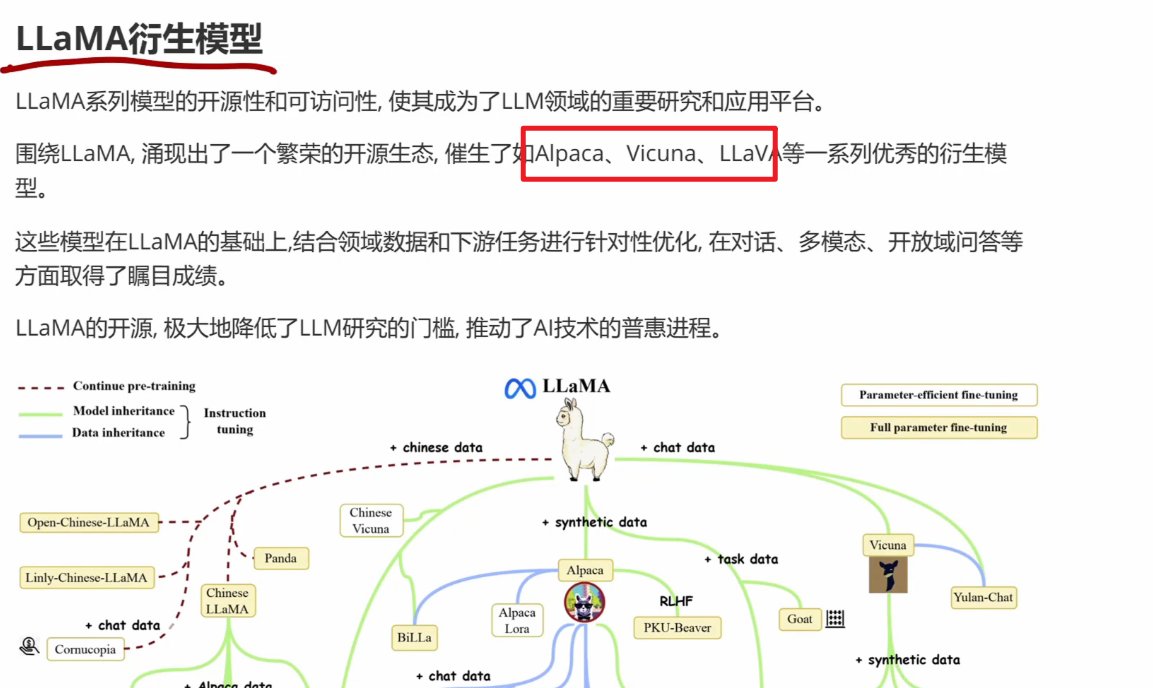 LLaMA衍生模型
LLaMA系列模型的开源性和可访问性, 使其成为了LLM领域的重要研究和应用平台。
围绕LLaMA, 涌现出了一个繁荣的开源生态, 催生了如Alpaca、Vicuna、LLaVA等一系列优秀的衍生模
型。
这些模型在LLaMA的基础上,结合领域数据和下游任务进行针对性优化, 在对话、多模态、开放域问答等
方面取得了瞩目成绩。
LLaMA的开源, 极大地降低了LLM研究的门槛, 推动了AI技术的普惠进程。
Continue pre-training
Model inheritance
Data inheritance
Instruction
tuning
LLaMA
Parameter-efficient fine-tuning
Full parameter fine-tuning
+ chinese data
+ chat data
Open-Chinese-LLaMA
Chinese
Vicuna
+ synthetic data
Panda
+ task data
Vicuna
Linly-Chinese-LLaMA
Alpaca
Chinese
LLaMA
Alpaca
Lora
RLHF
Yulan-Chat
+ chat data
BiLLa
PKU-Beaver
Goat
Cornucopia
+ chat data
+ synthetic data
+ Alpaca data